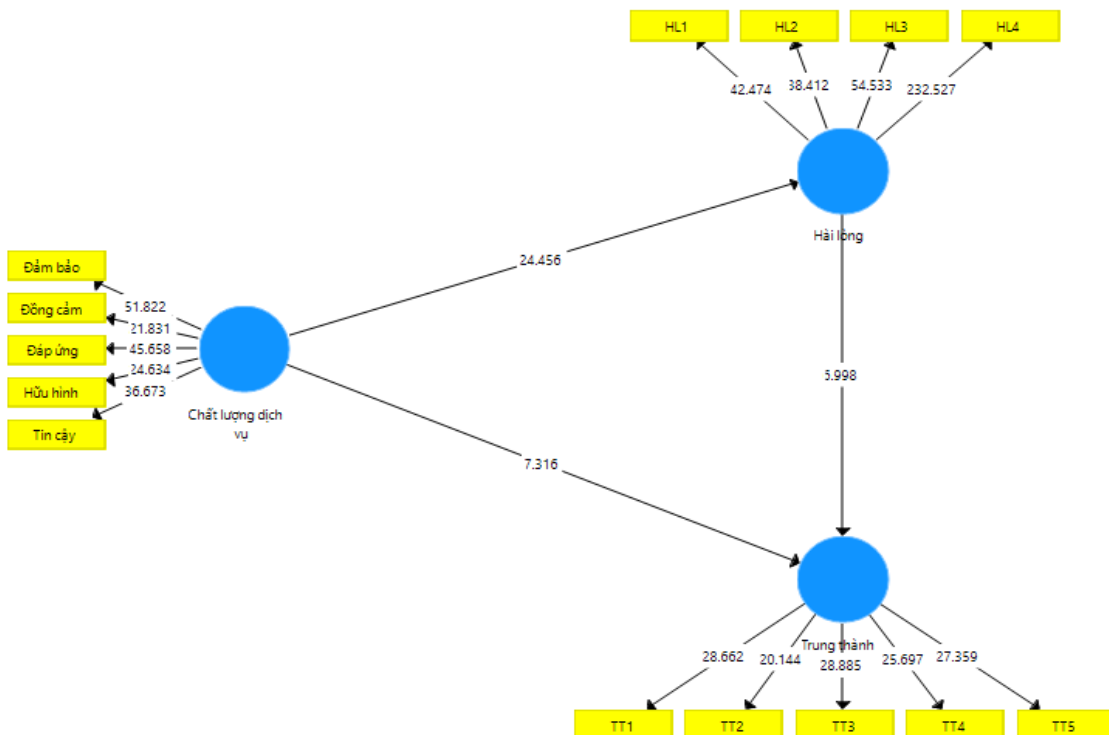 HL1
HL2
HL3
HL4
42.474
38.412
54.533
232.527
Hài lòng
24.456
Đảm bảo
Đồng cảm
Đáp ứng
Hữu hình
Tin cậy
51.822
21.831
45.658
24.634
36.673
Chất lượng dịch
vụ
7.316
Trung thành
28.662
20.144
28.885
25.697
27.359
TT1
TT2
TT3
TT4
TT5